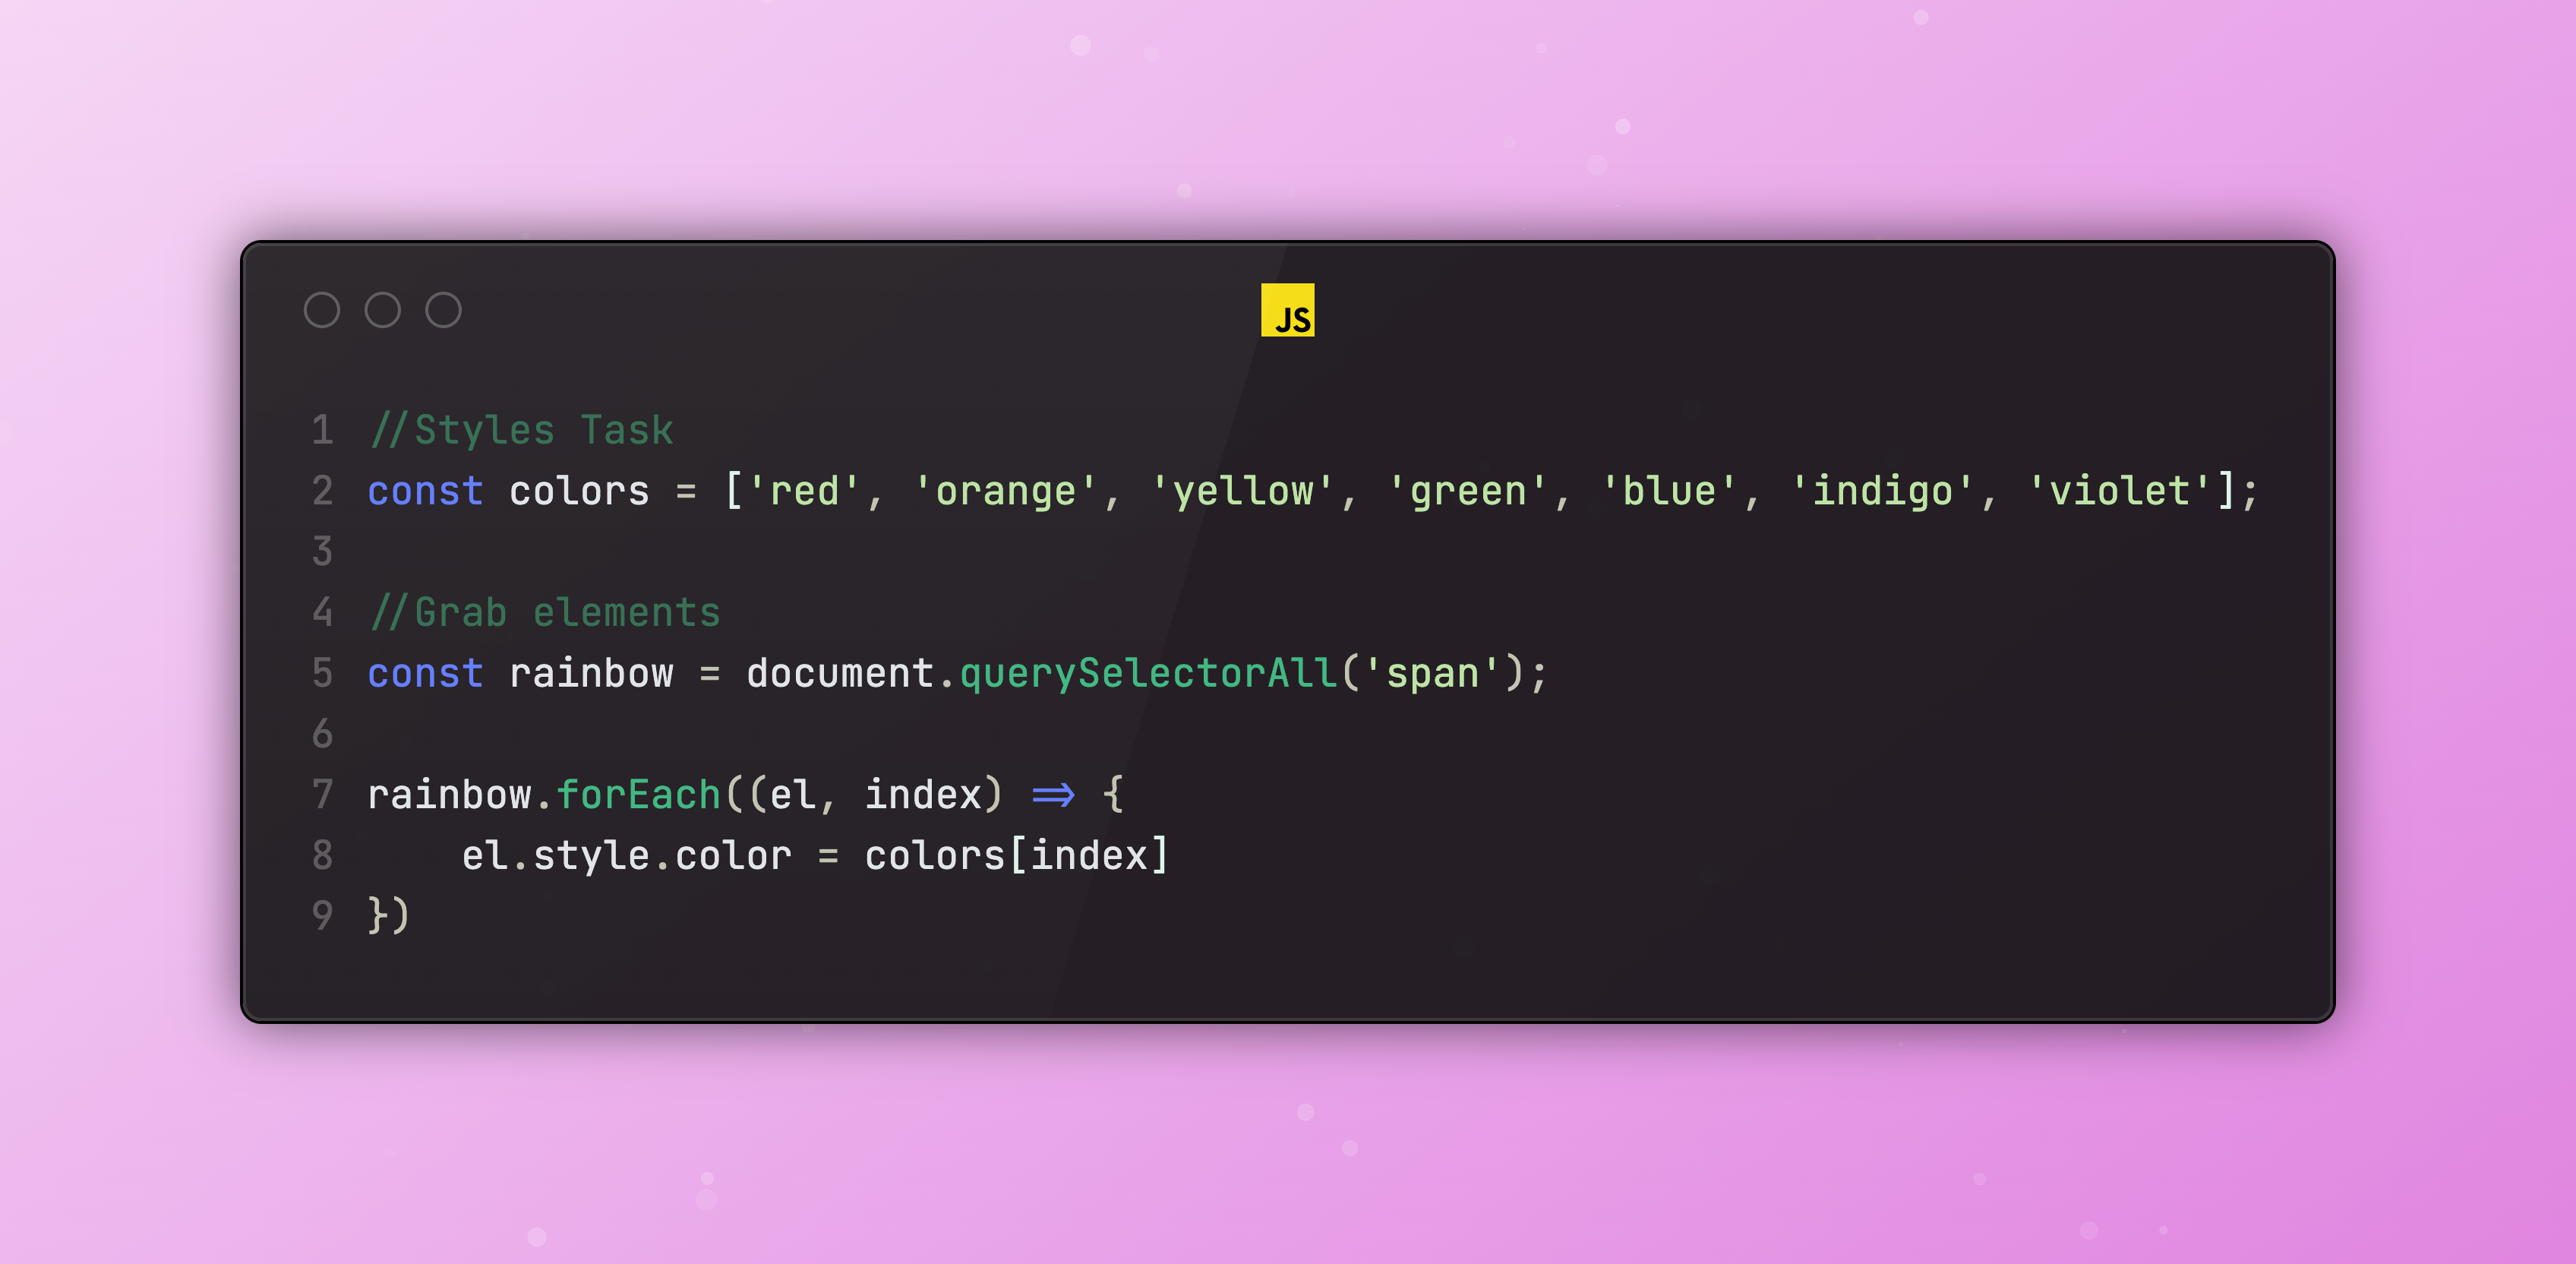 JS
1 //Styles Task
2 const colors = ['red', 'orange', 'yellow', 'green', 'blue', 'indigo', 'violet'];
3
4 //Grab elements
5 const rainbow = document.querySelectorAll('span');
6
7 rainbow.forEach((el, index) => {
8     el.style.color = colors[index]
9 })